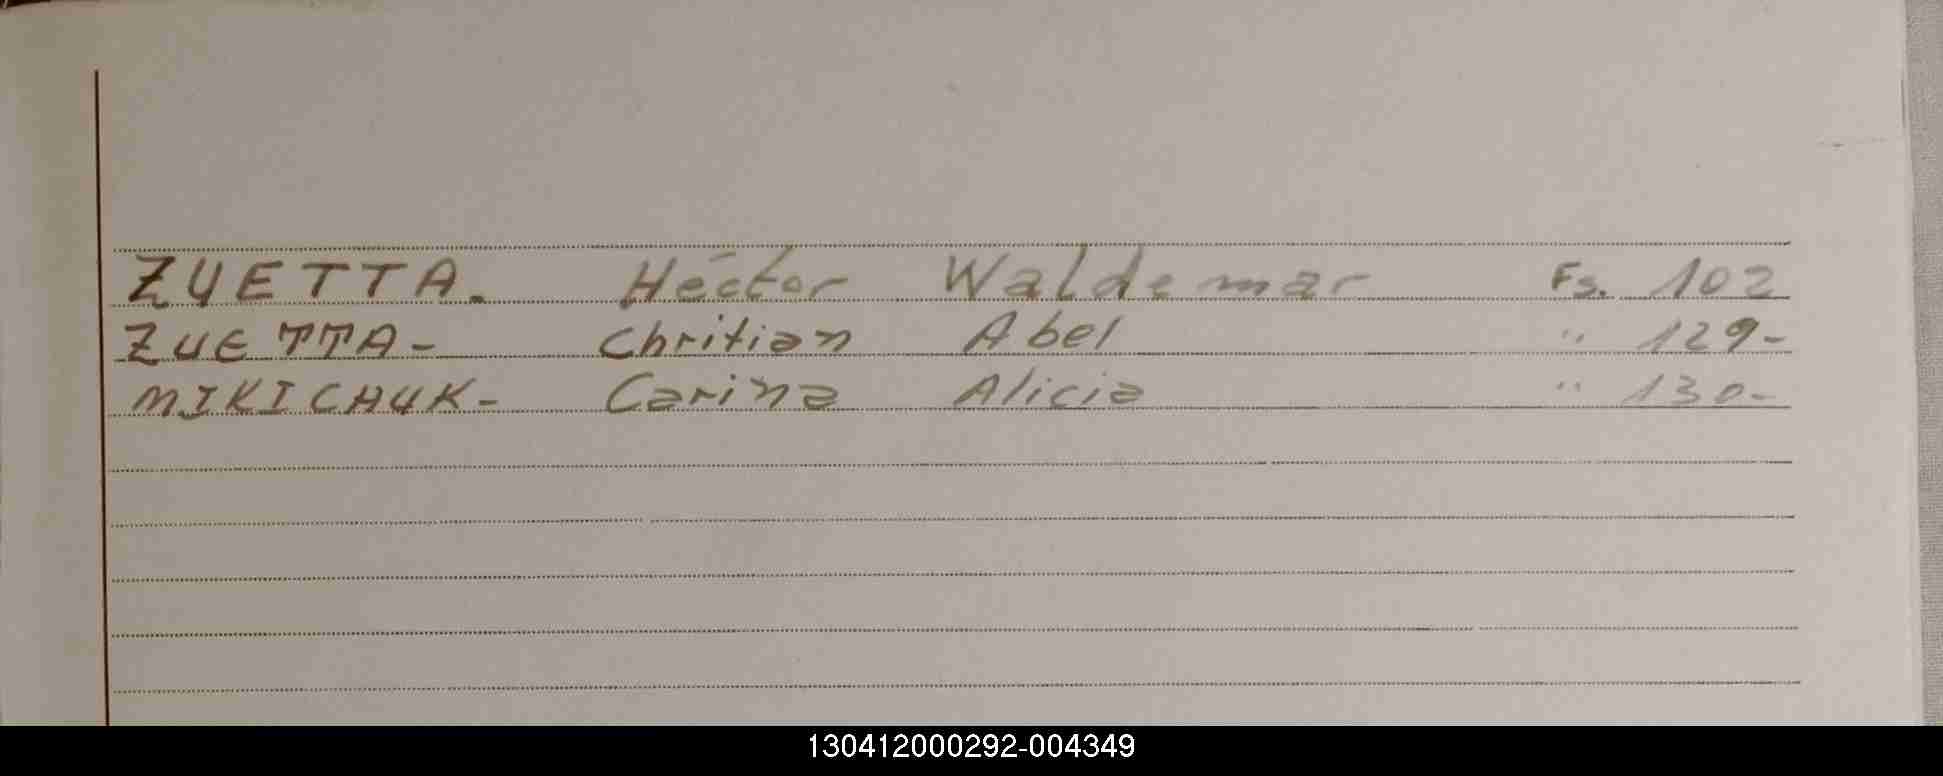 ZUETTA. Héctor Waldemar Fs. 102
ZUETTA- Chritian Abel " 129-
MIKICHUK- Carina Alicia " 130-
130412000292-004349